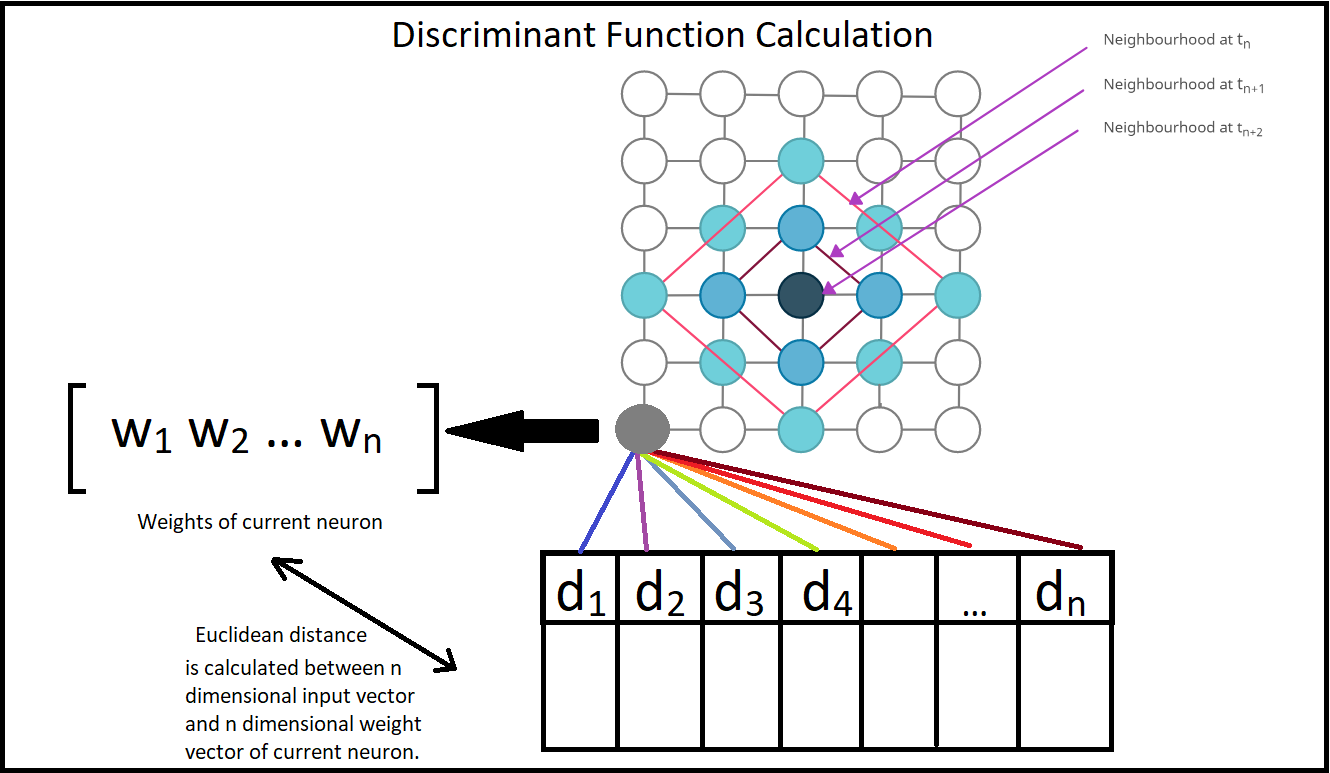 Discriminant Function Calculation
Neighbourhood at tn
Neighbourhood at tn+1
Neighbourhood at tn+2
w1 w2 ... wn
Weights of current neuron
Euclidean distance
is calculated between n
dimensional input vector
and n dimensional weight
vector of current neuron.
d1 d2 d3 d4 ... dn